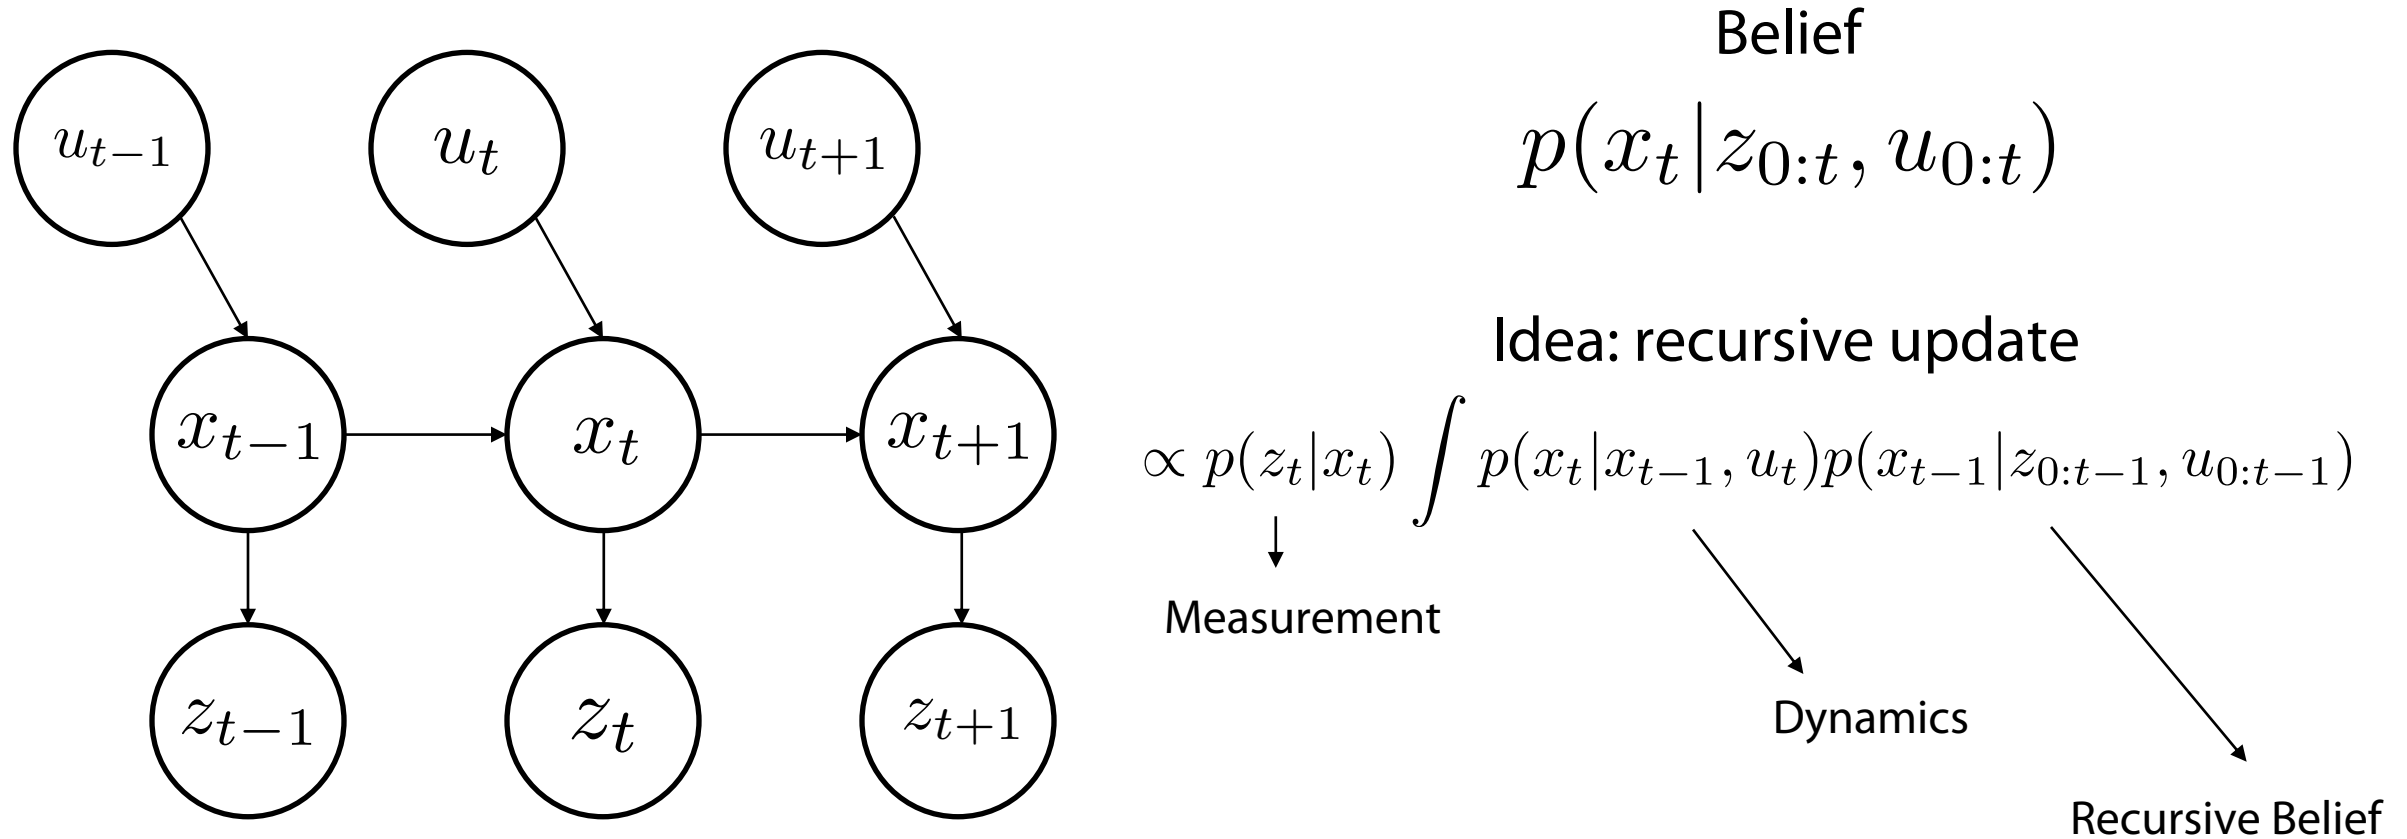 u_{t-1}
u_t
u_{t+1}
x_{t-1}
x_t
x_{t+1}
z_{t-1}
z_t
z_{t+1}
Belief
p(x_t|z_{0:t}, u_{0:t})
Idea: recursive update
∝ p(z_t|x_t) ∫ p(x_t|x_{t-1}, u_t)p(x_{t-1}|z_{0:t-1}, u_{0:t-1})
Measurement
Dynamics
Recursive Belief